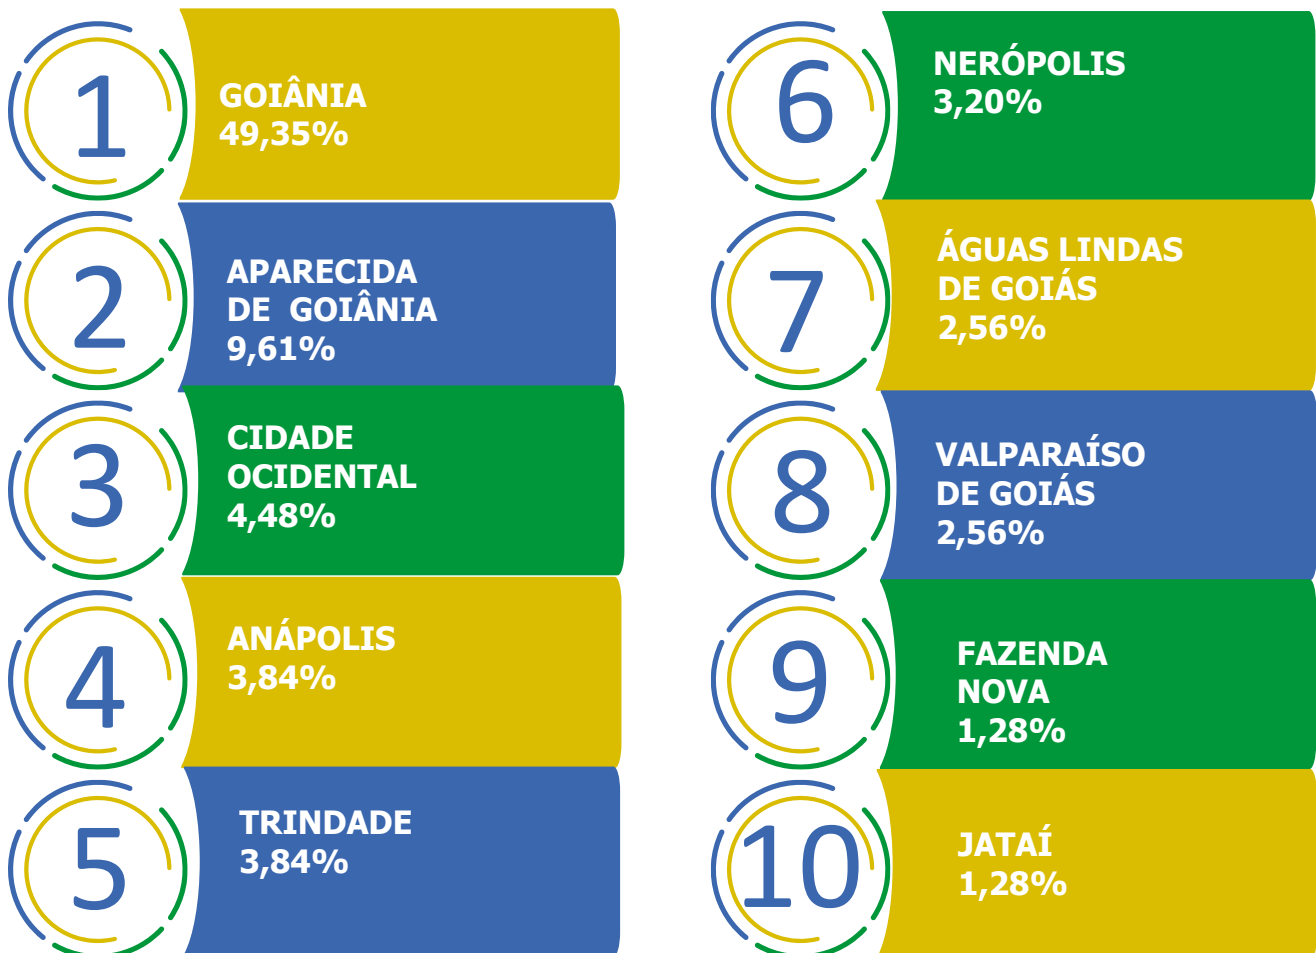 1
GOIÂNIA
49,35%
2
APARECIDA
DE GOIÂNIA
9,61%
3
CIDADE
OCIDENTAL
4,48%
4
ANÁPOLIS
3,84%
5
TRINDADE
3,84%
6
NERÓPOLIS
3,20%
7
ÁGUAS LINDAS
DE GOIÁS
2,56%
8
VALPARAÍSO
DE GOIÁS
2,56%
9
FAZENDA
NOVA
1,28%
10
JATAÍ
1,28%